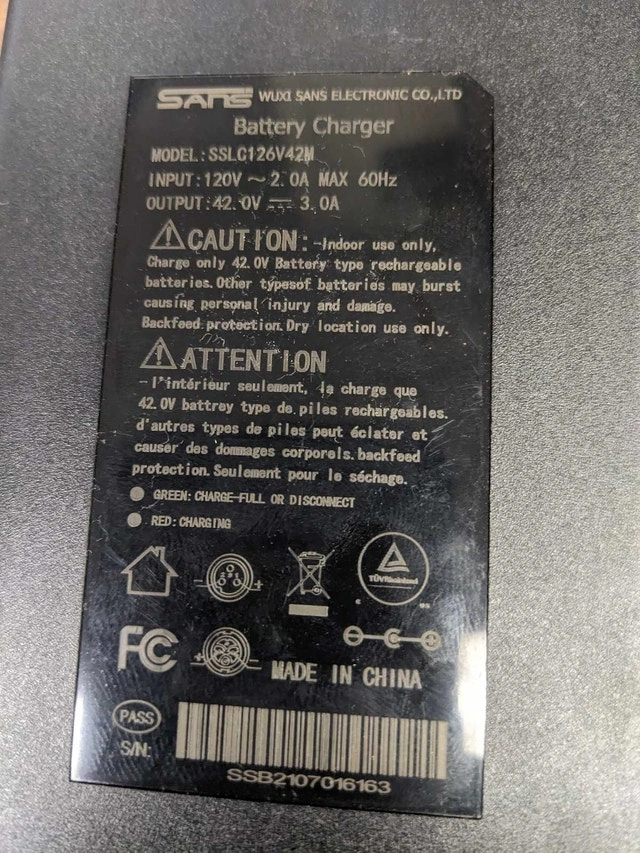 SANS WUXI SANS ELECTRONIC CO.,LTD
Battery Charger
MODEL:SSLC126V42M
INPUT:120V ~ 2.0A MAX 60Hz
OUTPUT:42.0V ⎓ 3.0A
⚠CAUTION: -Indoor use only,
Charge only 42.0V Battery type rechargeable
batteries. Other typesof batteries may burst
causing personal injury and damage.
Backfeed protection. Dry location use only.
⚠ATTENTION
-l'intérieur seulement, la charge que
42.0V battrey type de piles rechargeables.
d'autres types de piles peut éclater et
causer des dommages corporels. backfeed
protection. Seulement pour le séchage.
GREEN: CHARGE-FULL OR DISCONNECT
RED: CHARGING
TÜVRheinland
c us
FC
MADE IN CHINA
PASS
S/N:
SSB2107016163